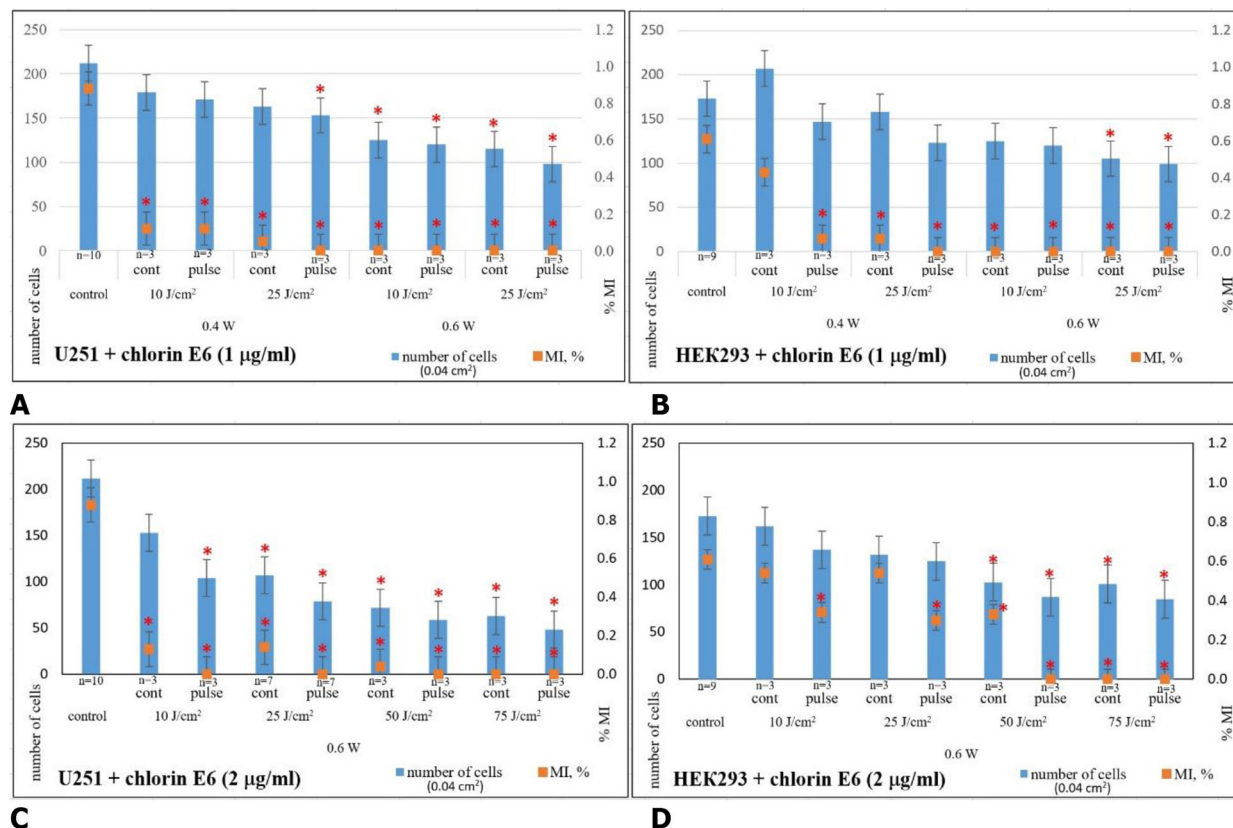 250
200
150
100
50
0
1.2
1.0
0.8
0.6
0.4
0.2
0.0
* * * * *
* * * * * * * *
n=10 n=3 n=3 n=3 n=3 n=3 n=3 n=3 n=3
cont pulse cont pulse cont pulse cont pulse
control 10 J/cm² 25 J/cm² 10 J/cm² 25 J/cm²
0.4 W 0.6 W
number of cells
% MI
U251 + chlorin E6 (1 µg/ml)
number of cells MI, %
(0.04 cm²)
A
250
200
150
100
50
0
1.2
1.0
0.8
0.6
0.4
0.2
0.0
* *
* * * * * * *
n=9 n=3 n=3 n=3 n=3 n=3 n=3 n=3 n=3
cont pulse cont pulse cont pulse cont pulse
control 10 J/cm² 25 J/cm² 10 J/cm² 25 J/cm²
0.4 W 0.6 W
number of cells
% MI
HEK293 + chlorin E6 (1 µg/ml)
number of cells MI, %
(0.04 cm²)
B
250
200
150
100
50
0
1.2
1.0
0.8
0.6
0.4
0.2
0.0
* * * * * * *
* * * * * * * *
n=10 n=3 n=3 n=7 n=7 n=3 n=3 n=3 n=3
cont pulse cont pulse cont pulse cont pulse
control 10 J/cm² 25 J/cm² 50 J/cm² 75 J/cm²
0.6 W
number of cells
% MI
U251 + chlorin E6 (2 µg/ml)
number of cells MI, %
(0.04 cm²)
C
250
200
150
100
50
0
1.2
1.0
0.8
0.6
0.4
0.2
0.0
* * * *
* * * * * *
n=9 n=3 n=3 n=3 n=3 n=3 n=3 n=3 n=3
cont pulse cont pulse cont pulse cont pulse
control 10 J/cm² 25 J/cm² 50 J/cm² 75 J/cm²
0.6 W
number of cells
% MI
HEK293 + chlorin E6 (2 µg/ml)
number of cells MI, %
(0.04 cm²)
D